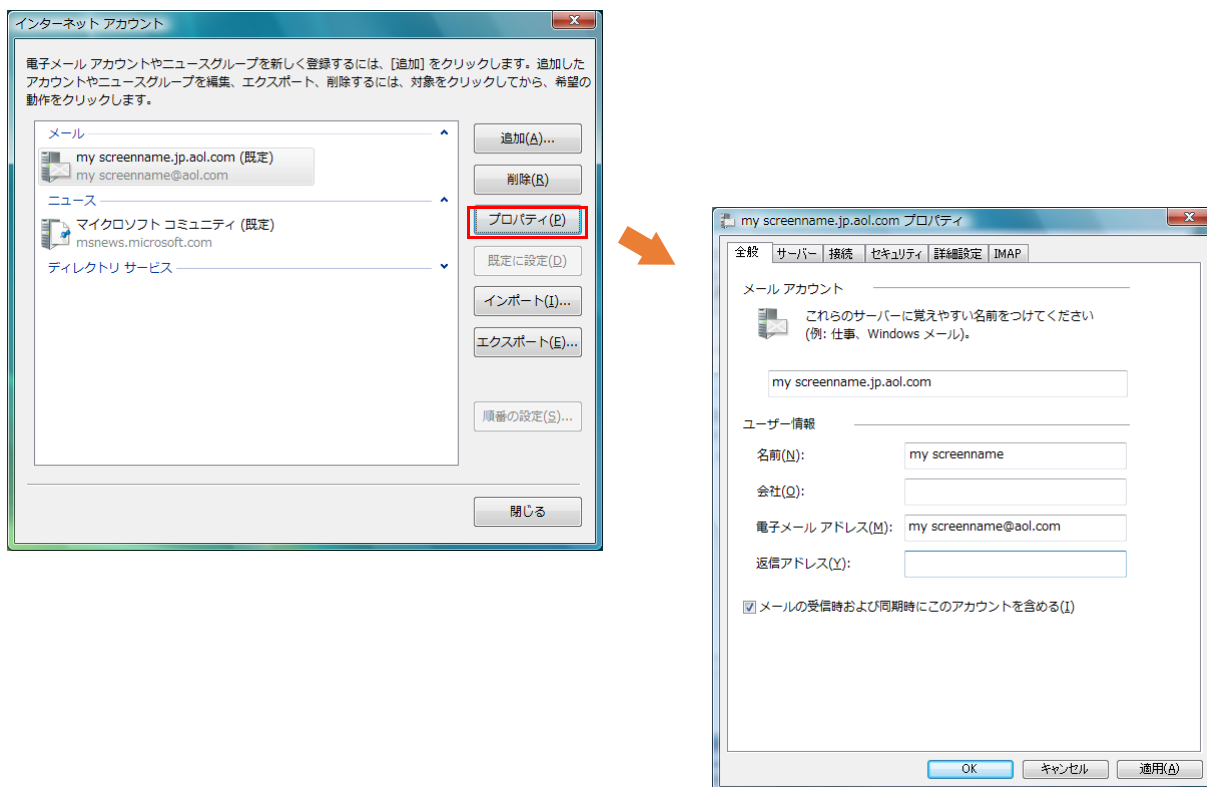 インターネット アカウント
電子メール アカウントやニュースグループを新しく登録するには、[追加] をクリックします。追加した
アカウントやニュースグループを編集、エクスポート、削除するには、対象をクリックしてから、希望の
動作をクリックします。
メール
my screenname.jp.aol.com (既定)
my screenname@aol.com
ニュース
マイクロソフト コミュニティ (既定)
msnews.microsoft.com
ディレクトリ サービス
追加(A)...
削除(R)
プロパティ(P)
既定に設定(D)
インポート(I)...
エクスポート(E)...
順番の設定(S)...
閉じる
my screenname.jp.aol.com プロパティ
全般 サーバー 接続 セキュリティ 詳細設定 IMAP
メール アカウント
これらのサーバーに覚えやすい名前をつけてください
(例: 仕事、Windows メール)。
my screenname.jp.aol.com
ユーザー情報
名前(N): my screenname
会社(O):
電子メール アドレス(M): my screenname@aol.com
返信アドレス(Y):
メールの受信時および同期時にこのアカウントを含める(I)
OK キャンセル 適用(A)